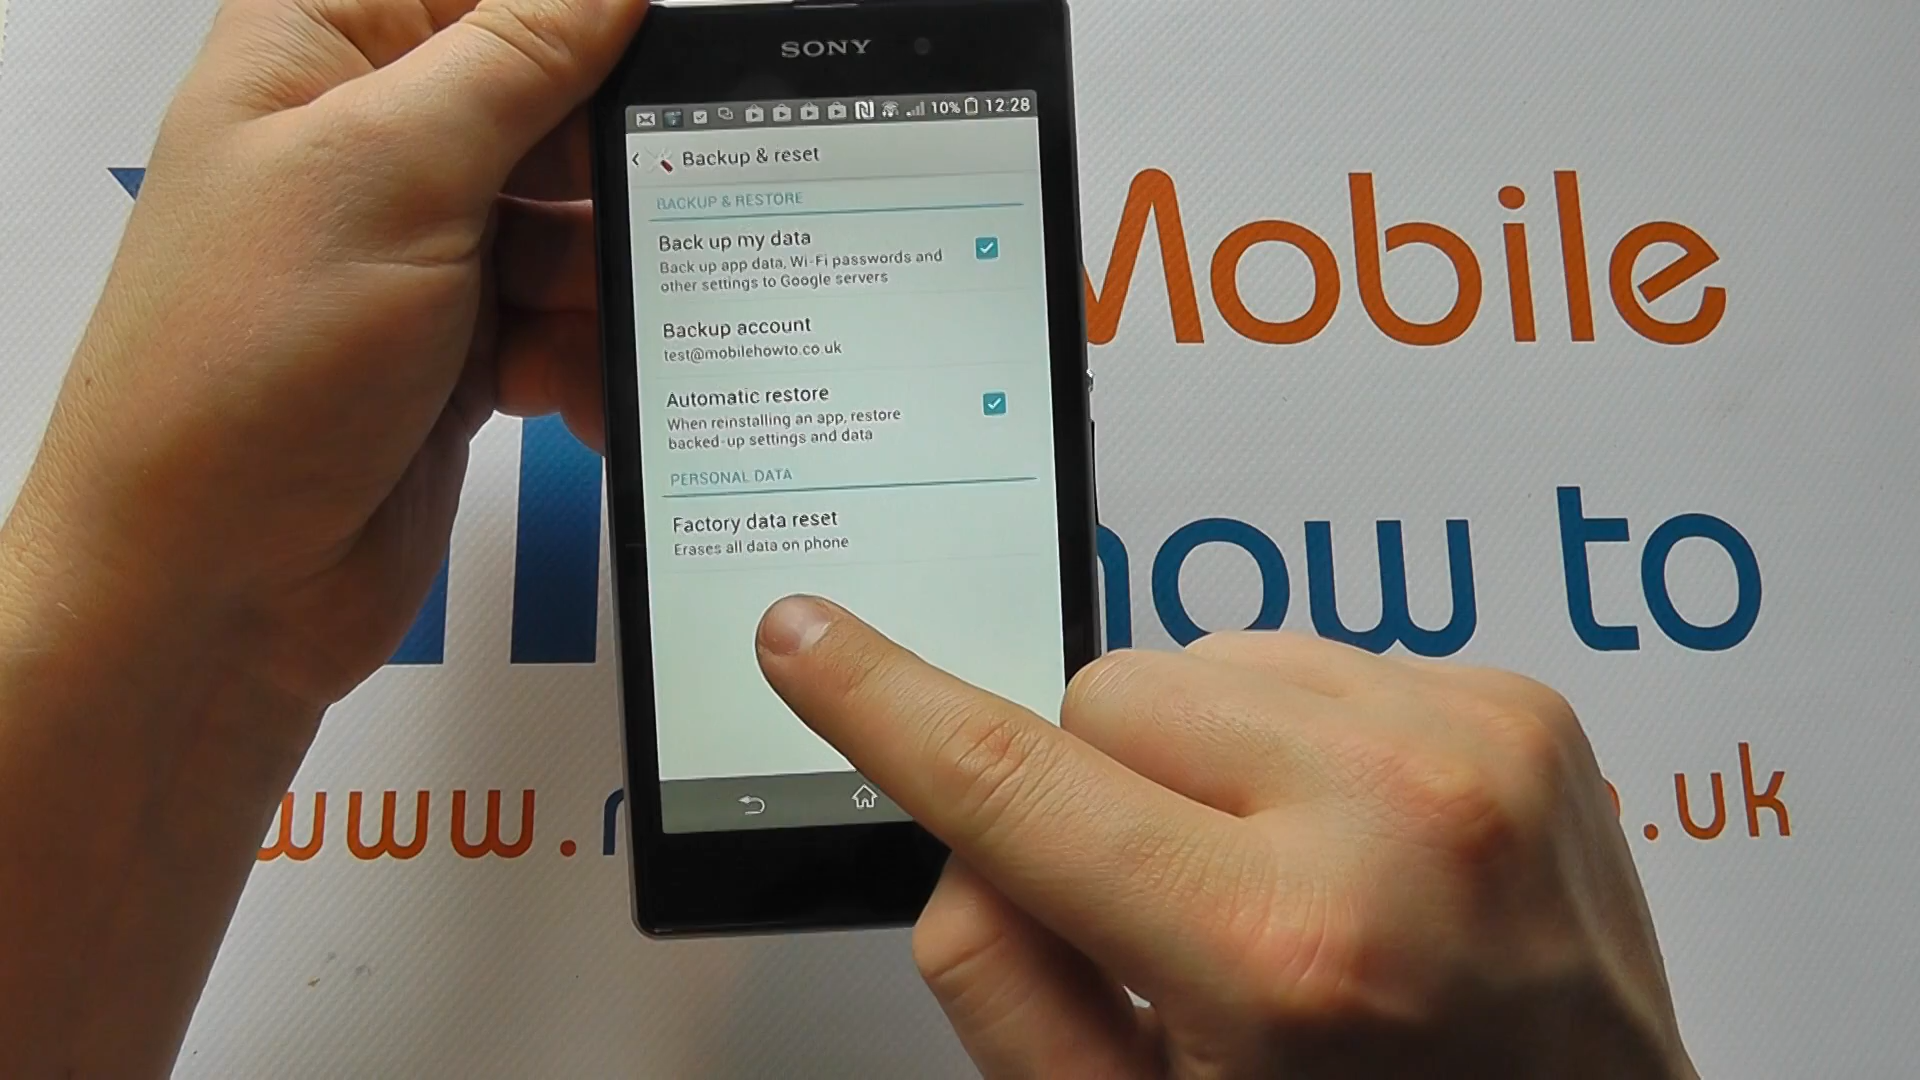 SONY
10% 12:28
Backup & reset
BACKUP & RESTORE
Back up my data
Back up app data, Wi-Fi passwords and
other settings to Google servers
Backup account
test@mobilehowto.co.uk
Automatic restore
When reinstalling an app, restore
backed-up settings and data
PERSONAL DATA
Factory data reset
Erases all data on phone
Mobile
how to
www.
.uk